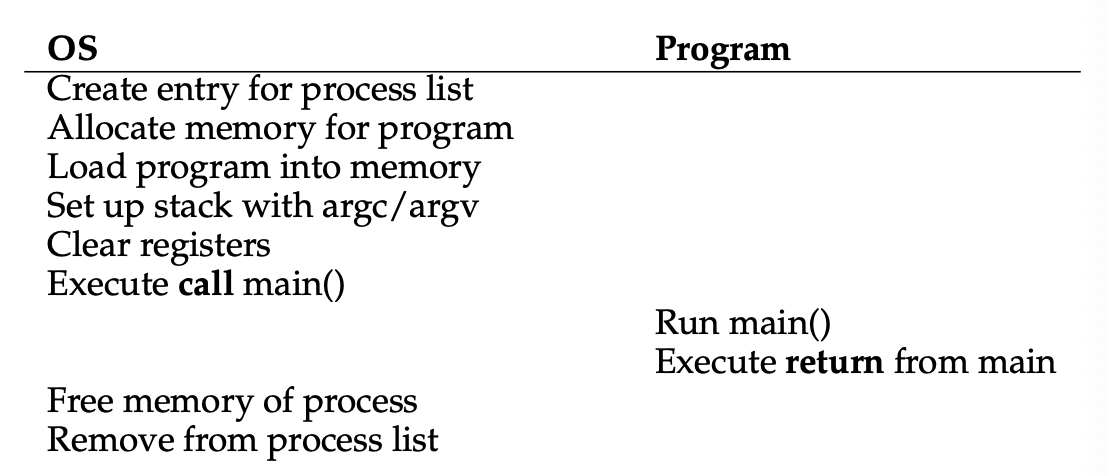 OS Program
Create entry for process list
Allocate memory for program
Load program into memory
Set up stack with argc/argv
Clear registers
Execute call main()
Run main()
Execute return from main
Free memory of process
Remove from process list